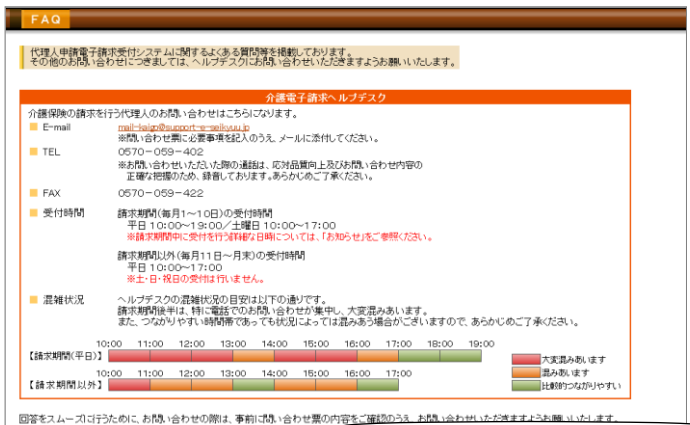 FAQ
代理人申請電子請求受付システムに関するよくある質問等を掲載しております。
その他のお問い合わせにつきましては、ヘルプデスクにお問い合わせいただきますようお願いいたします。
介護電子請求ヘルプデスク
介護保険の請求を行う代理人のお問い合わせはこちらになります。
E-mail mail-kaigo@support-e-seikyuu.jp
※問い合わせ票に必要事項を記入のうえ、メールに添付してください。
TEL 0570-059-402
※お問い合わせいただいた際の通話は、応対品質向上及びお問い合わせ内容の
正確な把握のため、録音しております。あらかじめご了承ください。
FAX 0570-059-422
受付時間 請求期間(毎月1～10日)の受付時間
平日 10:00～19:00／土曜日 10:00～17:00
※請求期間中に受付を行う詳細な日時については、「お知らせ」をご参照ください。
請求期間以外(毎月11日～月末)の受付時間
平日 10:00～17:00
※土・日・祝日の受付は行いません。
混雑状況 ヘルプデスクの混雑状況の目安は以下の通りです。
請求期間後半は、特に電話でのお問い合わせが集中し、大変混みあいます。
また、つながりやすい時間帯であっても状況によっては混みあう場合がございますので、あらかじめご了承ください。
10:00 11:00 12:00 13:00 14:00 15:00 16:00 17:00 18:00 19:00
【請求期間(平日)】
大変混みあいます
10:00 11:00 12:00 13:00 14:00 15:00 16:00 17:00
混みあいます
【請求期間以外】
比較的つながりやすい
回答をスムーズに行うために、お問い合わせの際は、事前に問い合わせ票の内容をご確認のうえ、お問い合わせいただきますようお願いいたします。